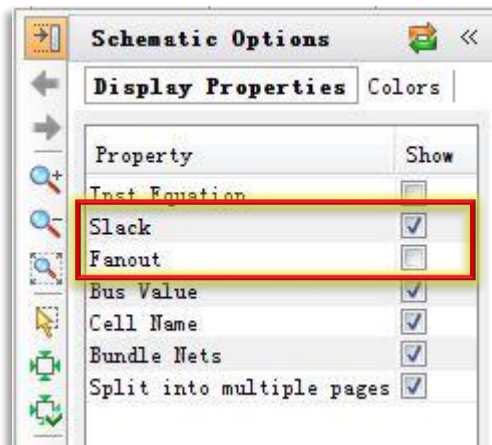 Schematic Options
Display Properties Colors
Property Show
Inst Equation
Slack
Fanout
Bus Value
Cell Name
Bundle Nets
Split into multiple pages